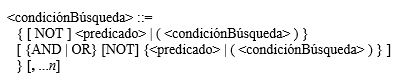 <condiciónBúsqueda> ::=
{ [ NOT ] <predicado> | ( <condiciónBúsqueda> ) }
[ {AND | OR} [NOT] {<predicado> | ( <condiciónBúsqueda> ) } ]
} [, ...n]